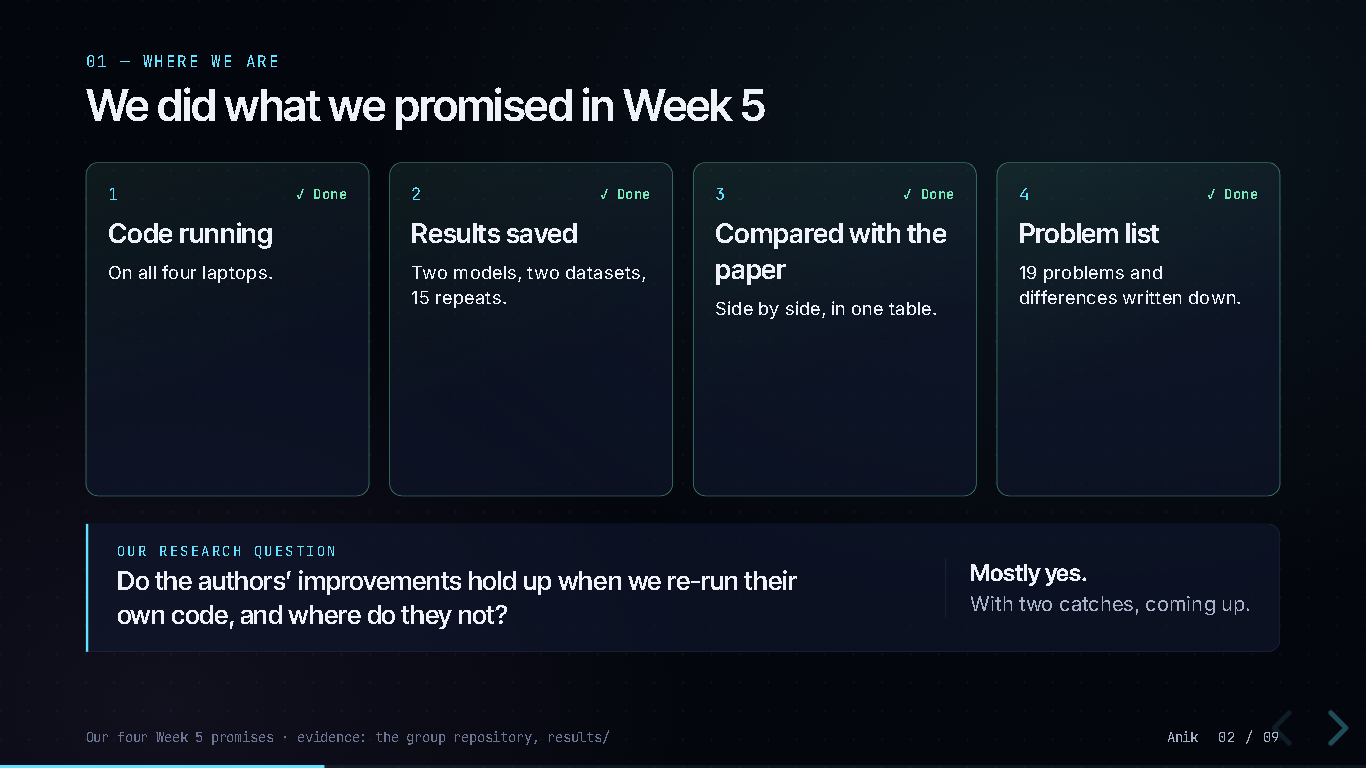 01 — WHERE WE ARE
We did what we promised in Week 5
1 ✓ Done
Code running
On all four laptops.
2 ✓ Done
Results saved
Two models, two datasets,
15 repeats.
3 ✓ Done
Compared with the
paper
Side by side, in one table.
4 ✓ Done
Problem list
19 problems and
differences written down.
OUR RESEARCH QUESTION
Do the authors’ improvements hold up when we re-run their
own code, and where do they not?
Mostly yes.
With two catches, coming up.
Our four Week 5 promises · evidence: the group repository, results/
Anik 02 / 09